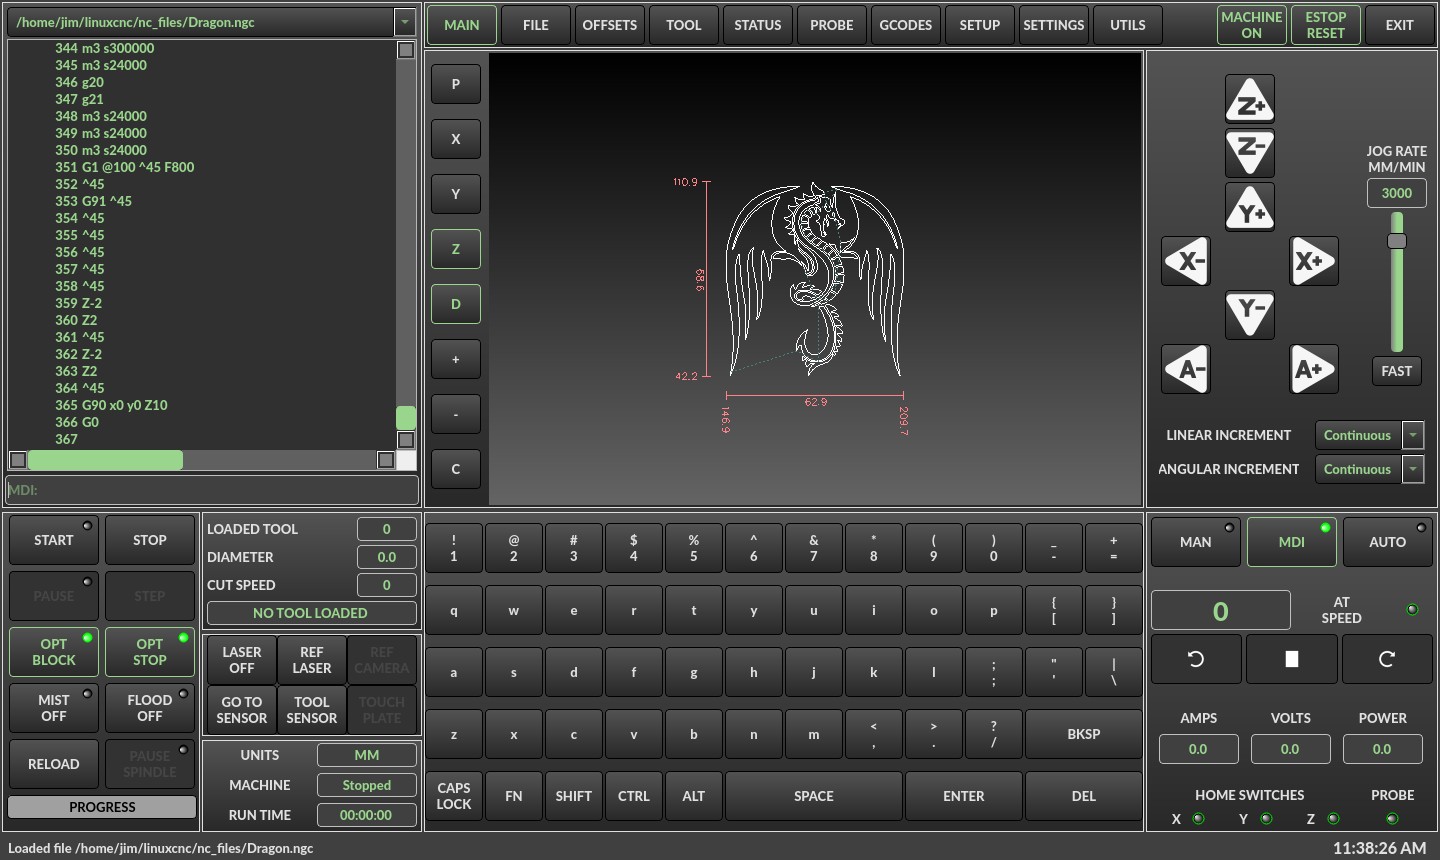 /home/jim/linuxcnc/nc_files/Dragon.ngc
MAIN FILE OFFSETS TOOL STATUS PROBE GCODES SETUP SETTINGS UTILS
MACHINE ON
ESTOP RESET
EXIT
344 m3 s300000
345 m3 s24000
346 g20
347 g21
348 m3 s24000
349 m3 s24000
350 m3 s24000
351 G1 @100 ^45 F800
352 ^45
353 G91 ^45
354 ^45
355 ^45
356 ^45
357 ^45
358 ^45
359 Z-2
360 Z2
361 ^45
362 Z-2
363 Z2
364 ^45
365 G90 x0 y0 Z10
366 G0
367
MDI:
P
X
Y
Z
D
+
-
C
110.9
68.6
42.2
62.9
146.9
209.7
Z+
Z-
Y+
X- X+
Y-
A- A+
JOG RATE
MM/MIN
3000
FAST
LINEAR INCREMENT Continuous
ANGULAR INCREMENT Continuous
START STOP
PAUSE STEP
OPT BLOCK
OPT STOP
MIST OFF
FLOOD OFF
RELOAD
PAUSE SPINDLE
PROGRESS
LOADED TOOL 0
DIAMETER 0.0
CUT SPEED 0
NO TOOL LOADED
LASER OFF
REF LASER
REF CAMERA
GO TO SENSOR
TOOL SENSOR
TOUCH PLATE
UNITS MM
MACHINE Stopped
RUN TIME 00:00:00
! @ # $ % ^ & * ( ) _ +
1 2 3 4 5 6 7 8 9 0 - =
q w e r t y u i o p { [ } ]
a s d f g h j k l ; ; " ' | \
z x c v b n m < , > . ? / BKSP
CAPS LOCK FN SHIFT CTRL ALT SPACE ENTER DEL
MAN MDI AUTO
0
AT SPEED
AMPS VOLTS POWER
0.0 0.0 0.0
HOME SWITCHES PROBE
X Y Z
Loaded file /home/jim/linuxcnc/nc_files/Dragon.ngc
11:38:26 AM